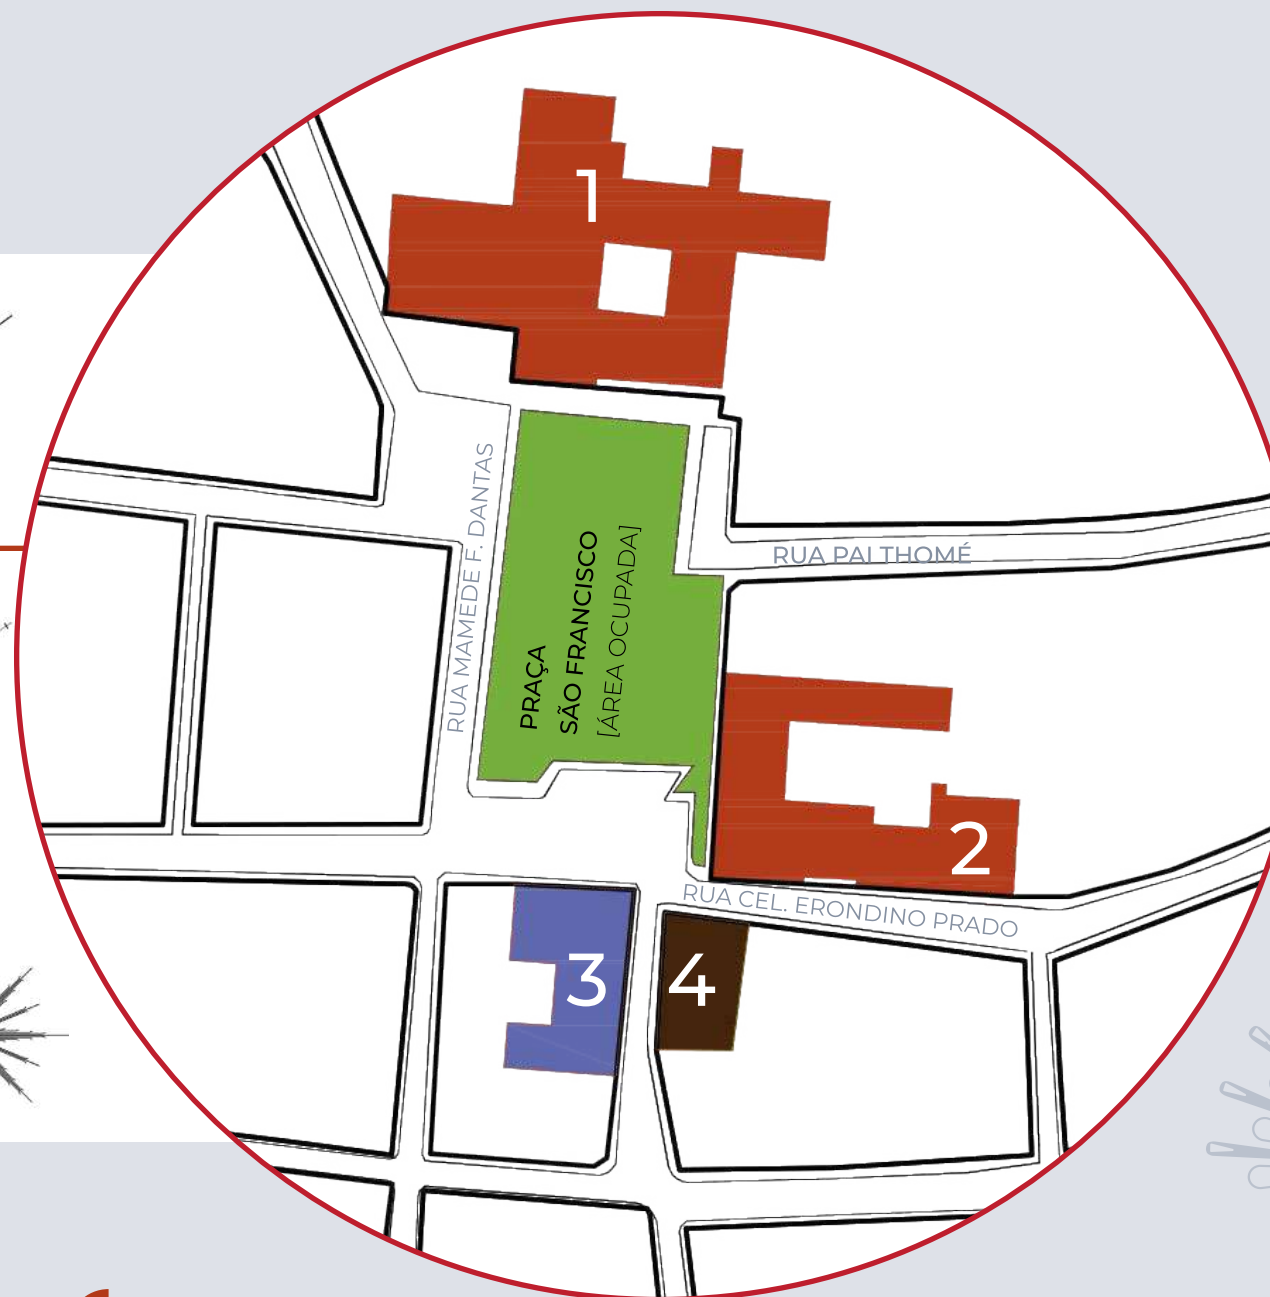 1
RUA MAMEDE F. DANTAS
PRAÇA
SÃO FRANCISCO
[ÁREA OCUPADA]
RUA PAI THOMÉ
2
RUA CEL. ERONDINO PRADO
3
4